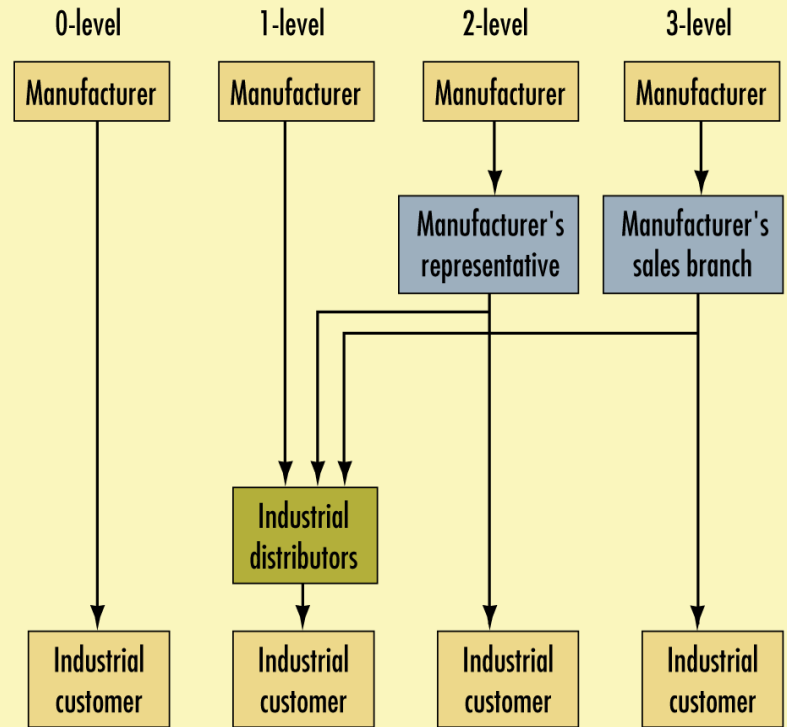 0-level 1-level 2-level 3-level
Manufacturer Manufacturer Manufacturer Manufacturer
Manufacturer's
representative
Manufacturer's
sales branch
Industrial
distributors
Industrial
customer
Industrial
customer
Industrial
customer
Industrial
customer